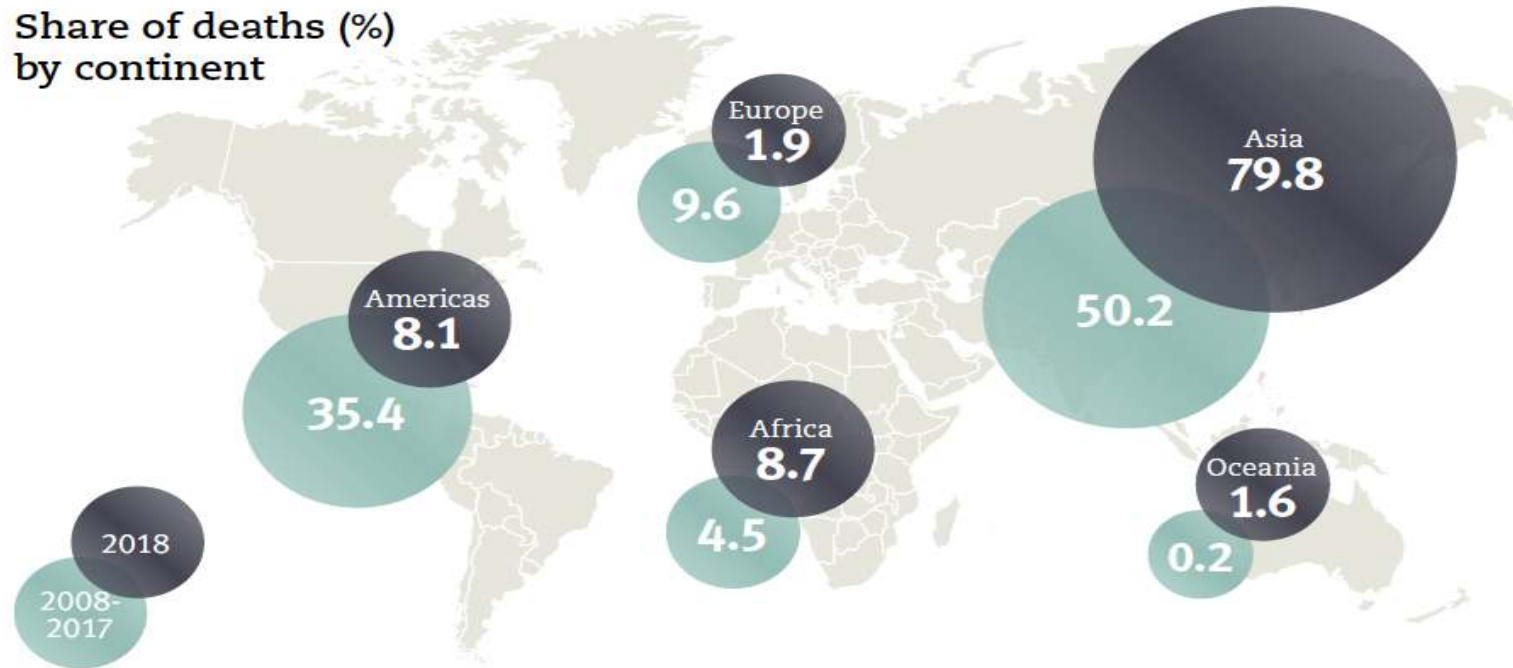 Share of deaths (%)
by continent
Europe
1.9
9.6
Asia
79.8
50.2
Americas
8.1
35.4
Africa
8.7
4.5
Oceania
1.6
0.2
2018
2008-
2017